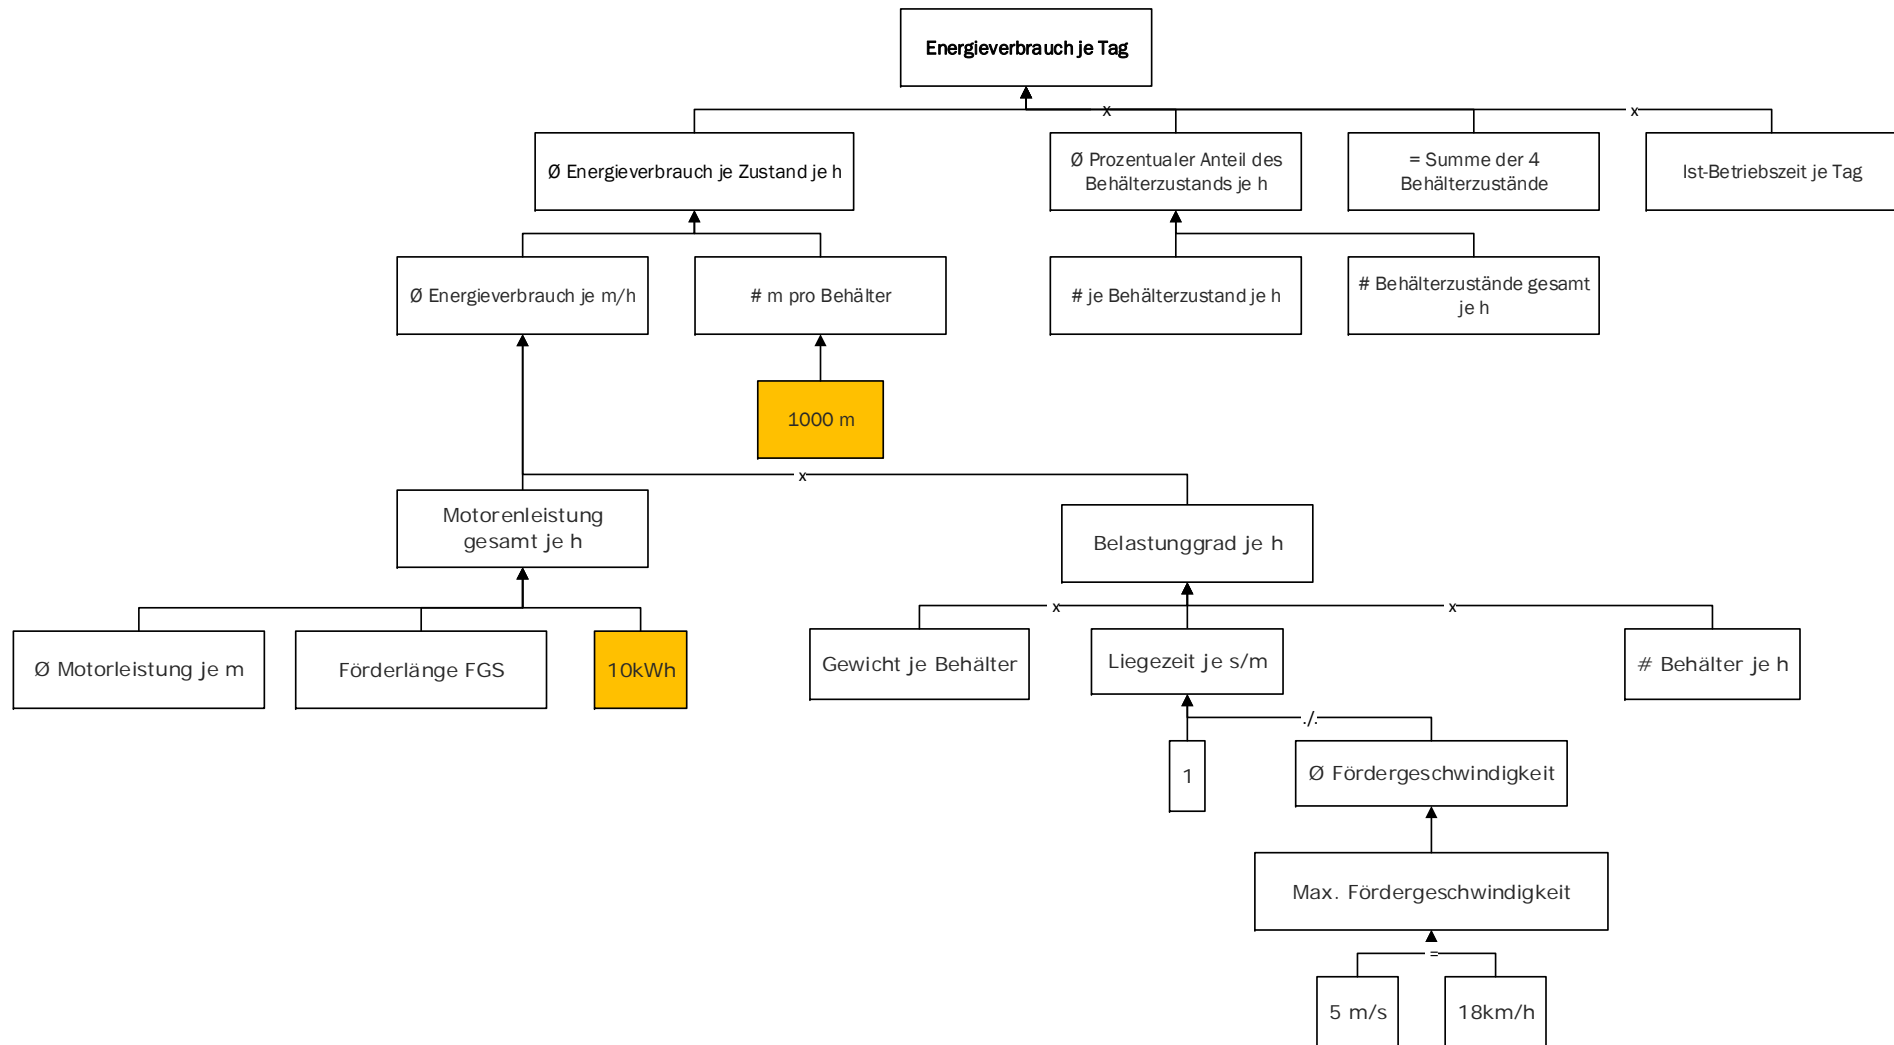 Energieverbrauch je Tag
x
x
Ø Energieverbrauch je Zustand je h
Ø Prozentualer Anteil des
Behälterzustands je h
= Summe der 4
Behälterzustände
Ist-Betriebszeit je Tag
Ø Energieverbrauch je m/h
# m pro Behälter
# je Behälterzustand je h
# Behälterzustände gesamt
je h
1000 m
x
Motorenleistung
gesamt je h
Belastunggrad je h
x
x
Ø Motorleistung je m
Förderlänge FGS
10kWh
Gewicht je Behälter
Liegezeit je s/m
# Behälter je h
./.
1
Ø Fördergeschwindigkeit
Max. Fördergeschwindigkeit
=
5 m/s
18km/h